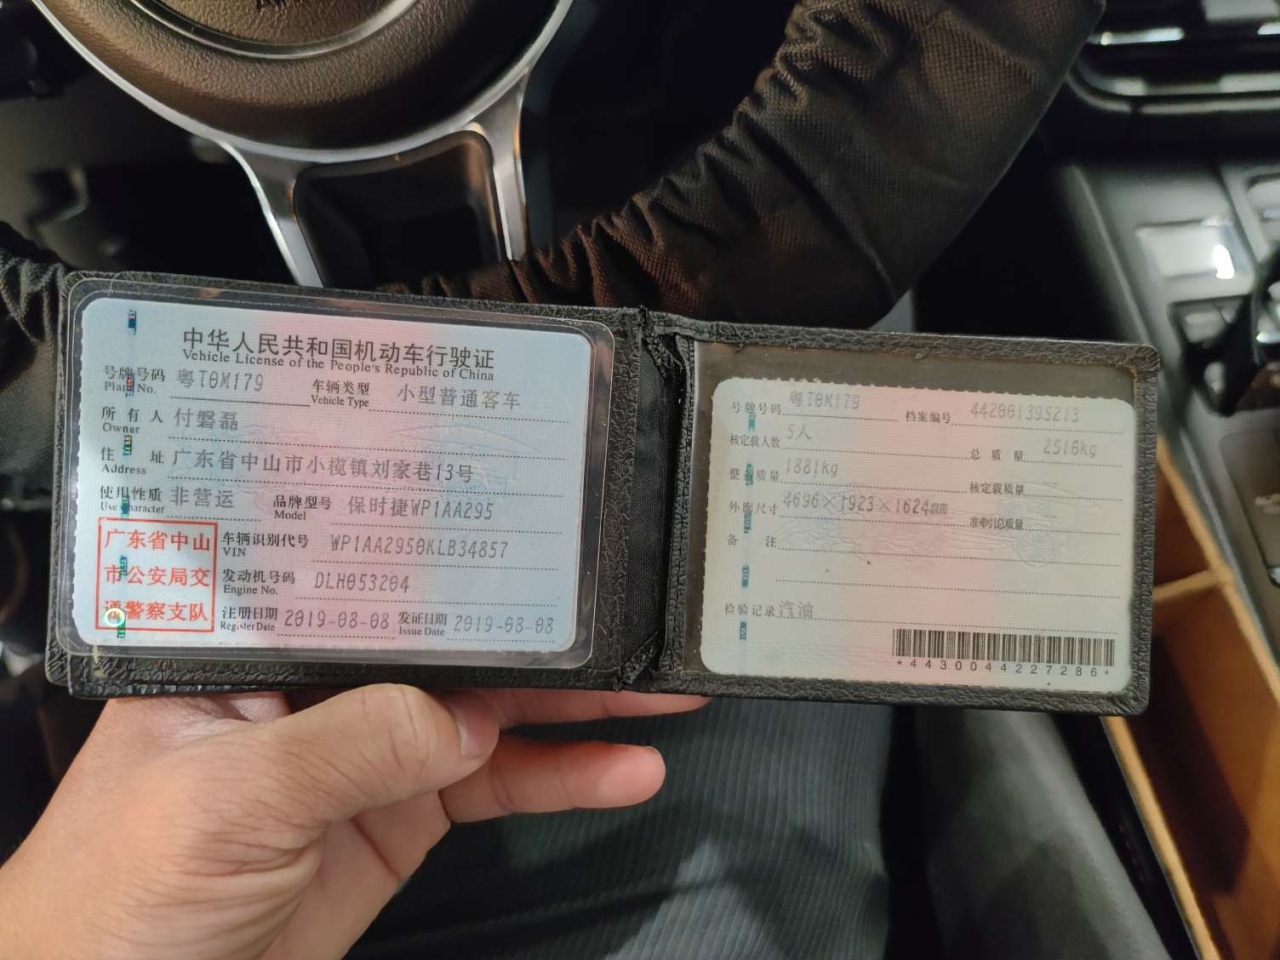 中华人民共和国机动车行驶证
Vehicle License of the People's Republic of China
号牌号码 粤T0M179 车辆类型 小型普通客车
Plate No. Vehicle Type
所有人 付磐磊
Owner
住址 广东省中山市小榄镇刘家巷13号
Address
使用性质 非营运 品牌型号 保时捷WP1AA295
Use Character Model
广东省中山
市公安局交
通警察支队
车辆识别代号 WP1AA2950KLB34857
VIN
发动机号码 DLH053204
Engine No.
注册日期 2019-08-08 发证日期 2019-08-08
Register Date Issue Date
号牌号码 粤T0M179 档案编号 442001395213
核定载人数 5人 总质量 2516kg
整备质量 1881kg 核定载质量
外廓尺寸 4696×1923×1624mm 准牵引总质量
备注
检验记录 汽油
*4430044227286*